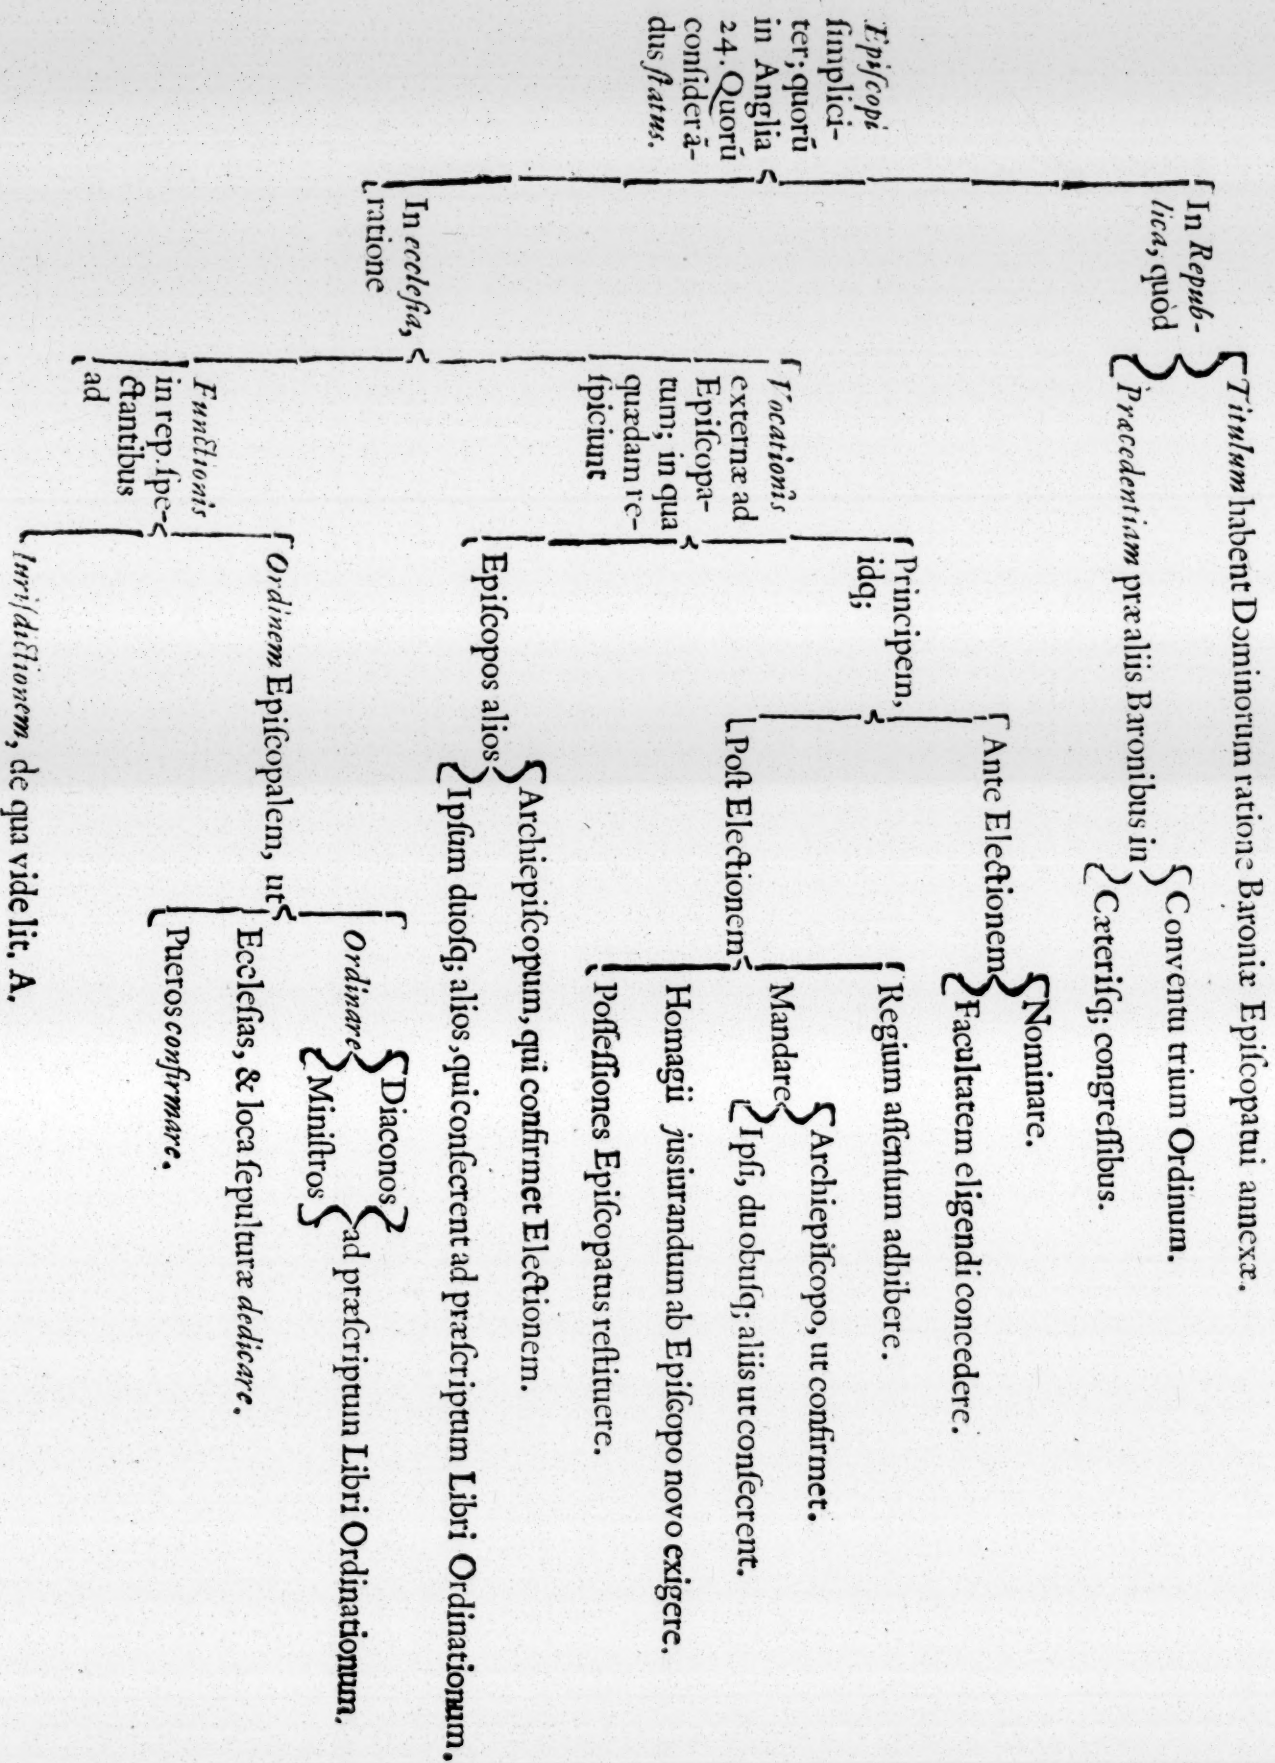 Epiſcopi
ſimplici-
ter; quorũ
in Anglia
24. Quorũ
conſiderã-
dus ſtatus.
In Repub-
lica, quòd
Titulum habent Dominorum ratione Baroniæ Epiſcopatui annexæ.
Præcedentiam præ aliis Baronibus in
Conventu trium Ordinum.
Cæteriſq; congreſſibus.
In eccleſia,
ratione
Vocationis
externæ ad
Epiſcopa-
tum; in qua
quædam re-
ſpiciunt
Principem,
idq;
Ante Electionem
Nominare.
Facultatem eligendi concedere.
Poſt Electionem
Regium aſſenſum adhibere.
Mandare
Archiepiſcopo, ut confirmet.
Ipſi, duobuſq; aliis ut conſecrent.
Homagii jusiurandum ab Epiſcopo novo exigere.
Poſſeſſiones Epiſcopatus reſtituere.
Epiſcopos alios
Archiepiſcopum, qui confirmet Electionem.
Ipſum duoſq; alios, qui conſecrent ad præſcriptum Libri Ordinationum.
Functionis
in rep. ſpe-
ctantibus
ad
Ordinem Epiſcopalem, ut
Ordinare
Diaconos
Miniſtros
ad præſcriptum Libri Ordinationum.
Eccleſias, & loca ſepulturæ dedicare.
Pueros confirmare.
Iuriſdictionem, de qua vide lit. A.